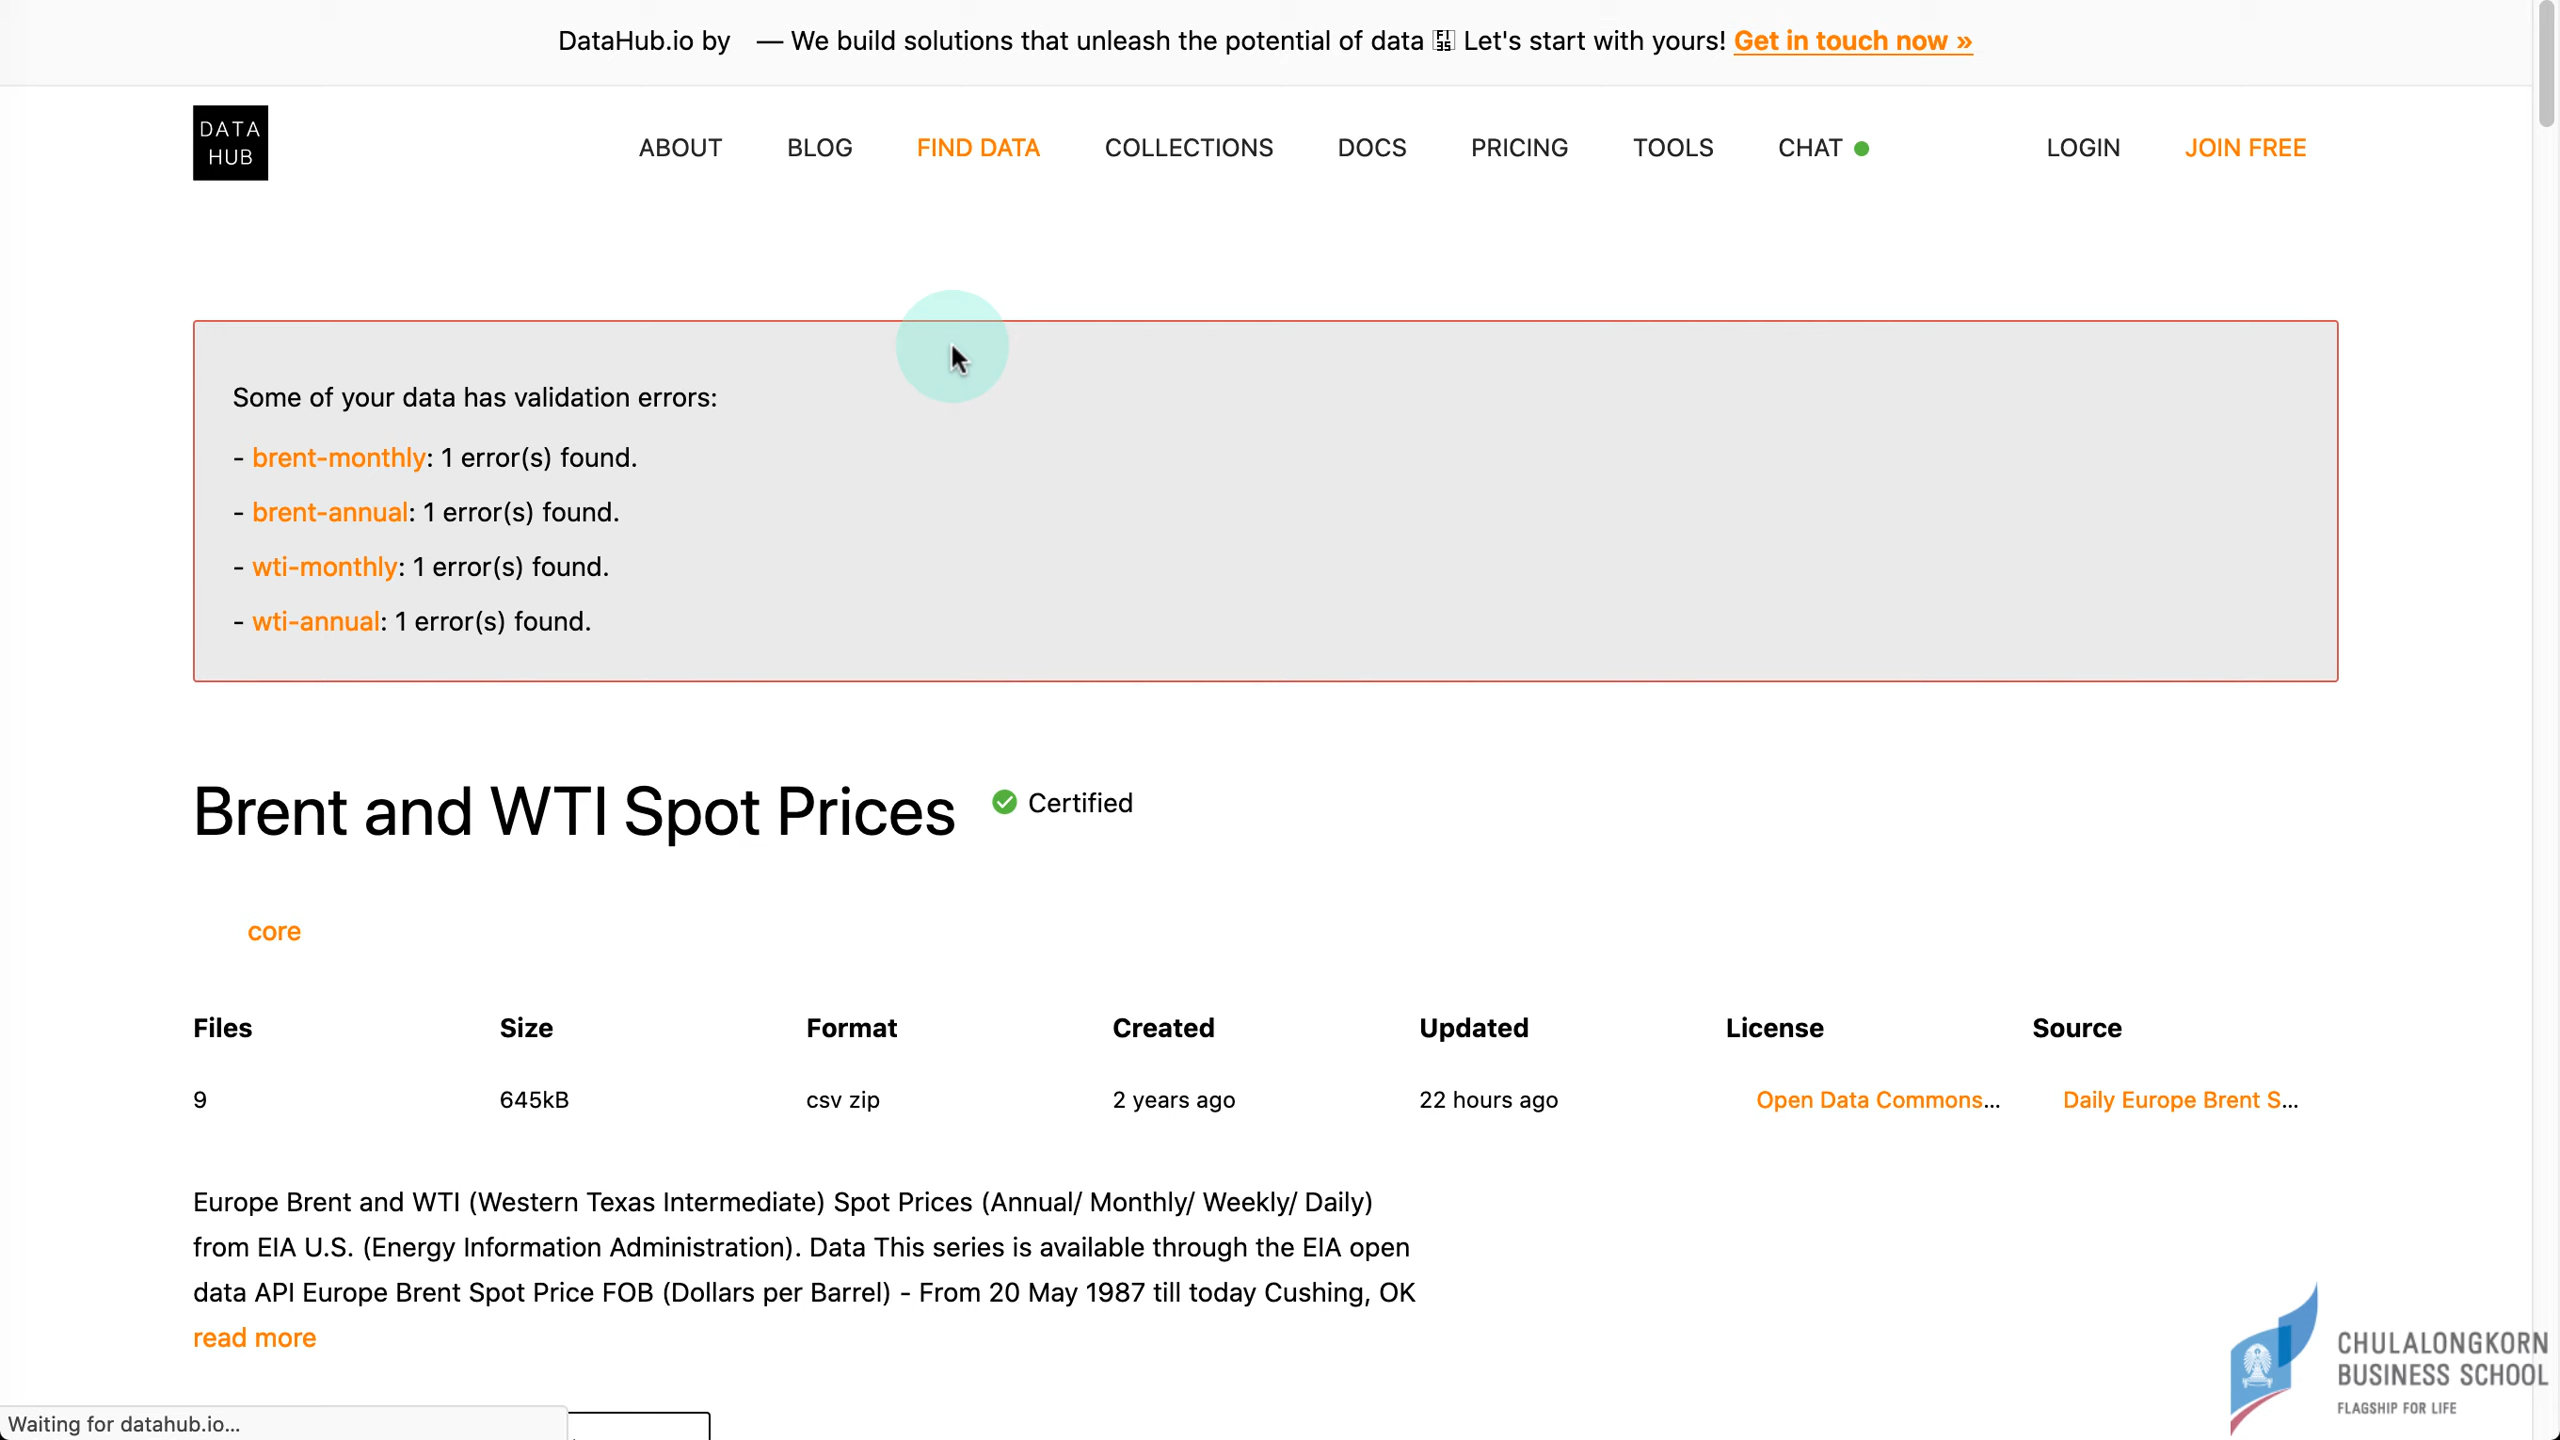 DataHub.io by — We build solutions that unleash the potential of data Let's start with yours! Get in touch now »
DATA
HUB
ABOUT BLOG FIND DATA COLLECTIONS DOCS PRICING TOOLS CHAT LOGIN JOIN FREE
Some of your data has validation errors:
- brent-monthly: 1 error(s) found.
- brent-annual: 1 error(s) found.
- wti-monthly: 1 error(s) found.
- wti-annual: 1 error(s) found.
Brent and WTI Spot Prices Certified
core
Files Size Format Created Updated License Source
9 645kB csv zip 2 years ago 22 hours ago Open Data Commons... Daily Europe Brent S...
Europe Brent and WTI (Western Texas Intermediate) Spot Prices (Annual/ Monthly/ Weekly/ Daily)
from EIA U.S. (Energy Information Administration). Data This series is available through the EIA open
data API Europe Brent Spot Price FOB (Dollars per Barrel) - From 20 May 1987 till today Cushing, OK
read more
CHULALONGKORN
BUSINESS SCHOOL
FLAGSHIP FOR LIFE
Waiting for datahub.io...